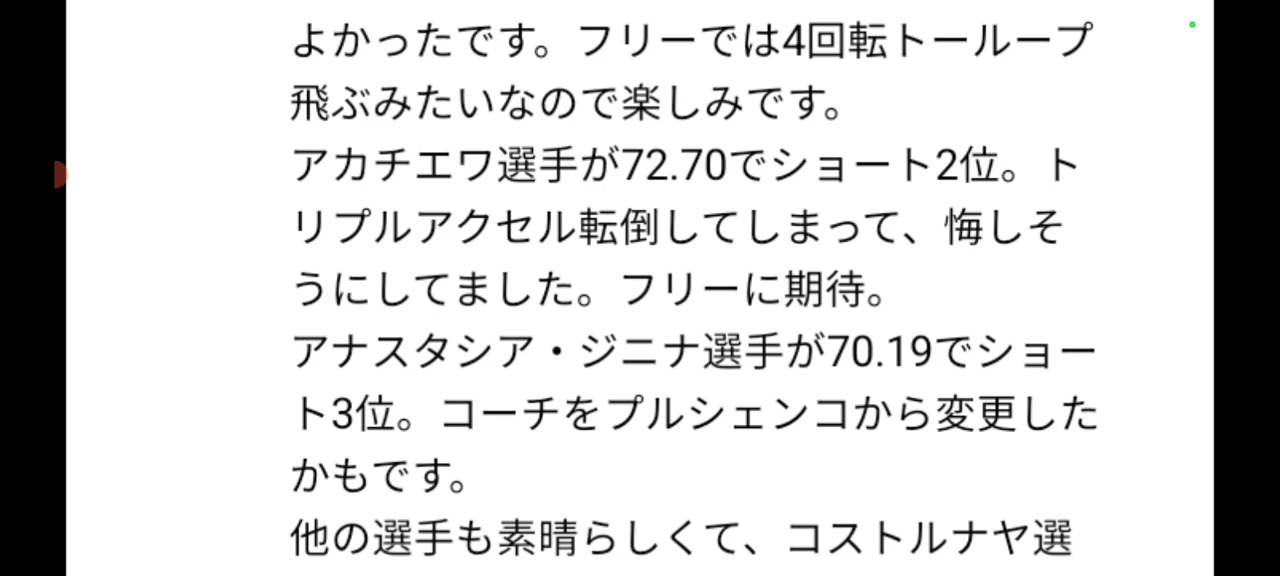 よかったです。フリーでは4回転トーループ
飛ぶみたいなので楽しみです。
アカチエワ選手が72.70でショート2位。ト
リプルアクセル転倒してしまって、悔しそ
うにしてました。フリーに期待。
アナスタシア・ジニナ選手が70.19でショー
ト3位。コーチをプルシェンコから変更した
かもです。
他の選手も素晴らしくて、コストルナヤ選